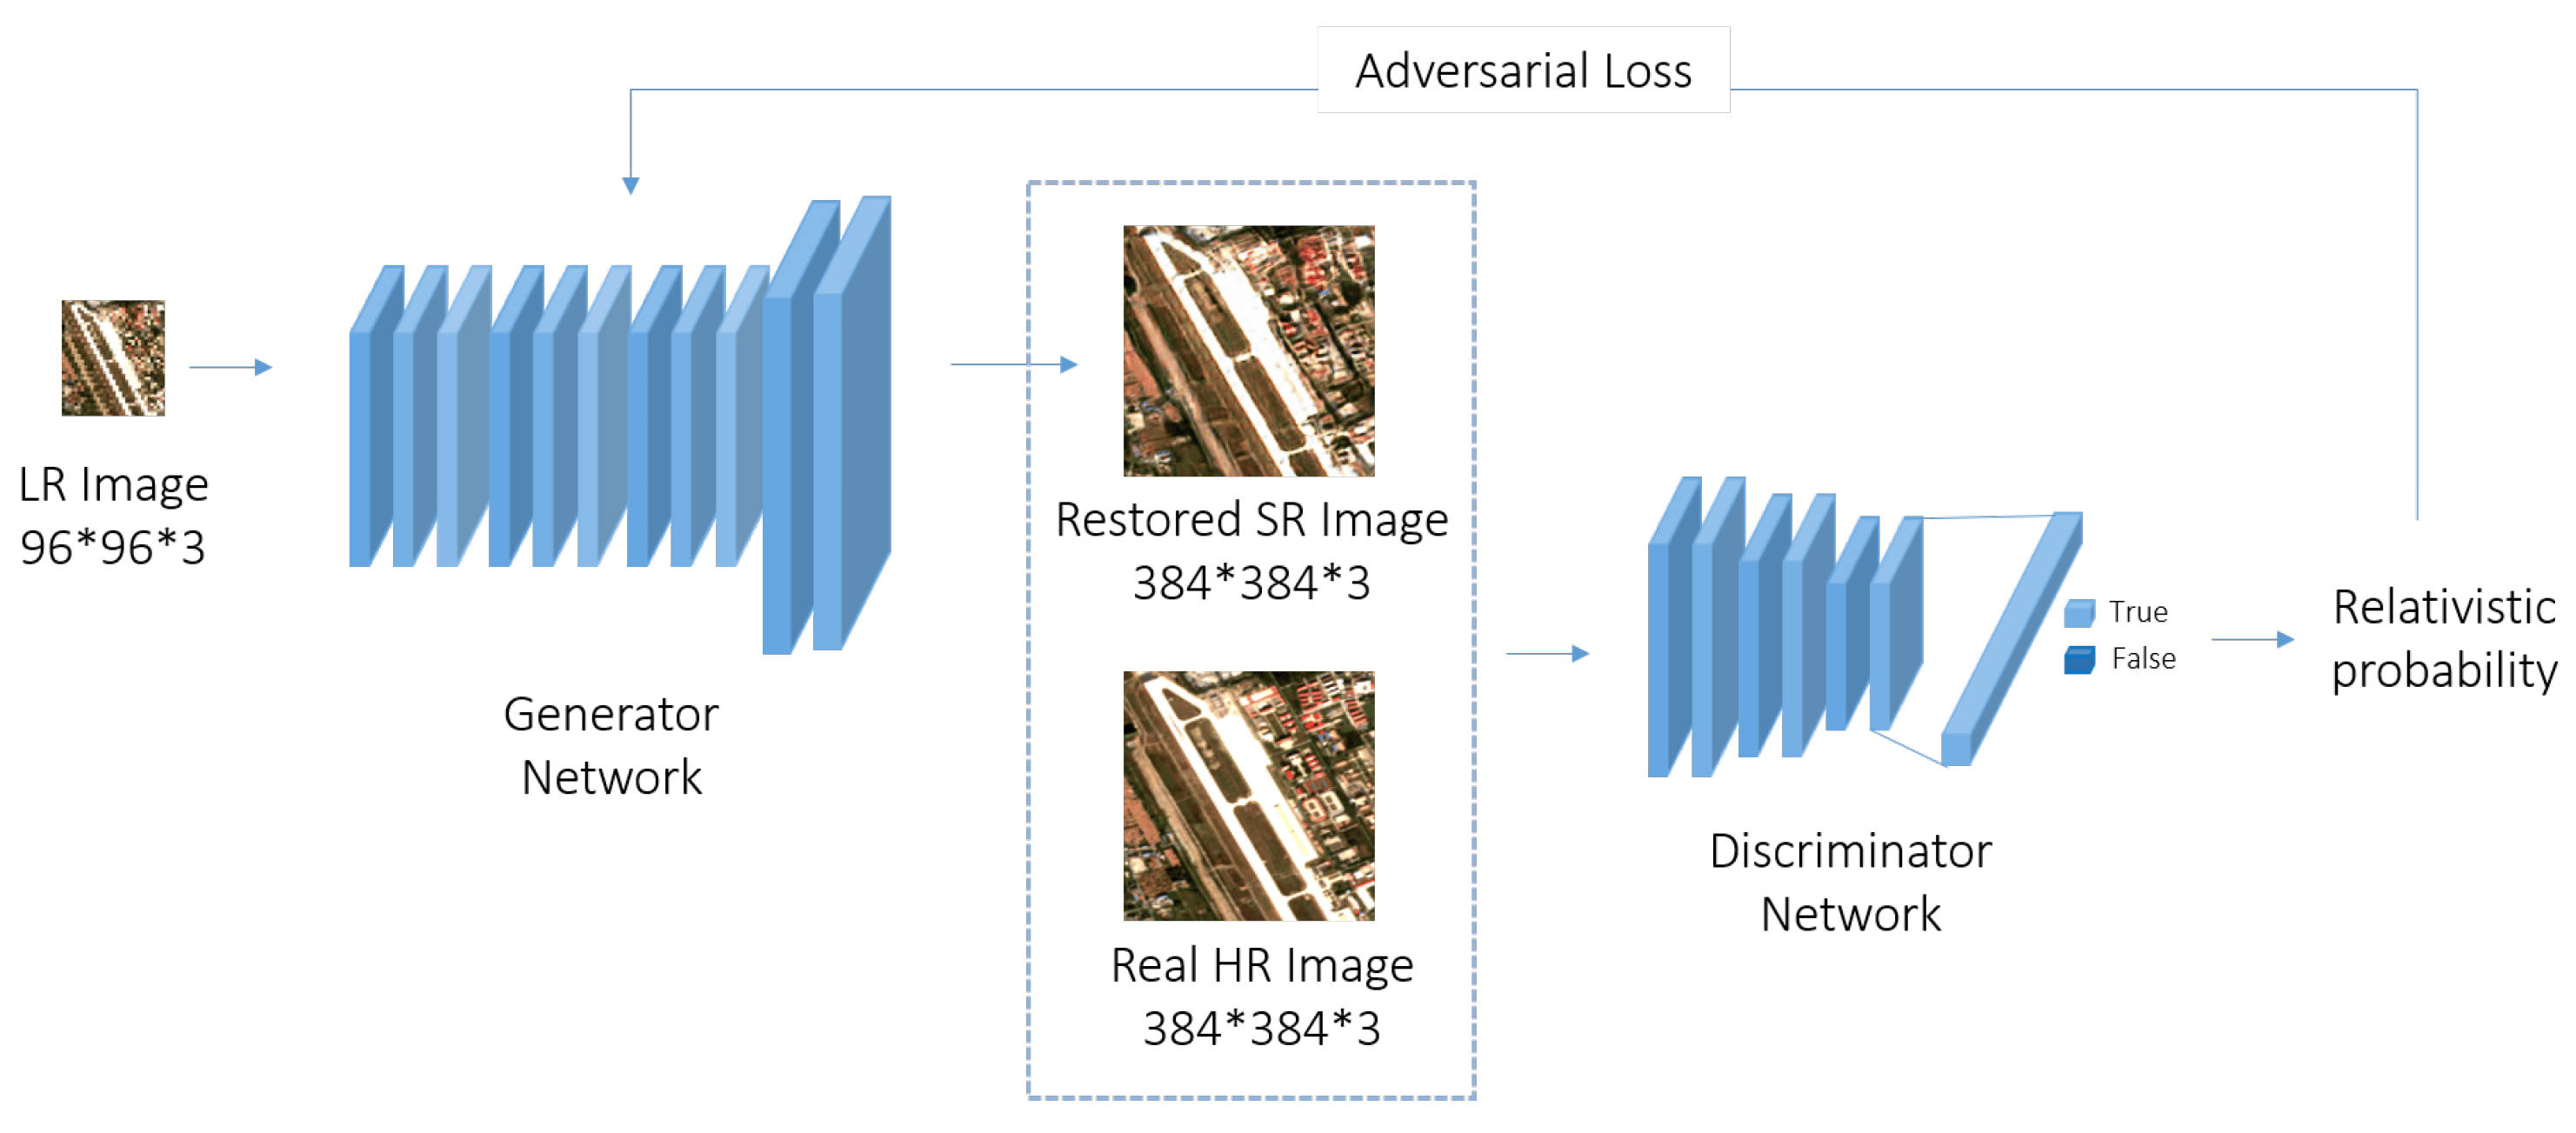 Adversarial Loss
LR Image
96*96*3
Generator
Network
Restored SR Image
384*384*3
Real HR Image
384*384*3
Discriminator
Network
True
False
Relativistic
probability